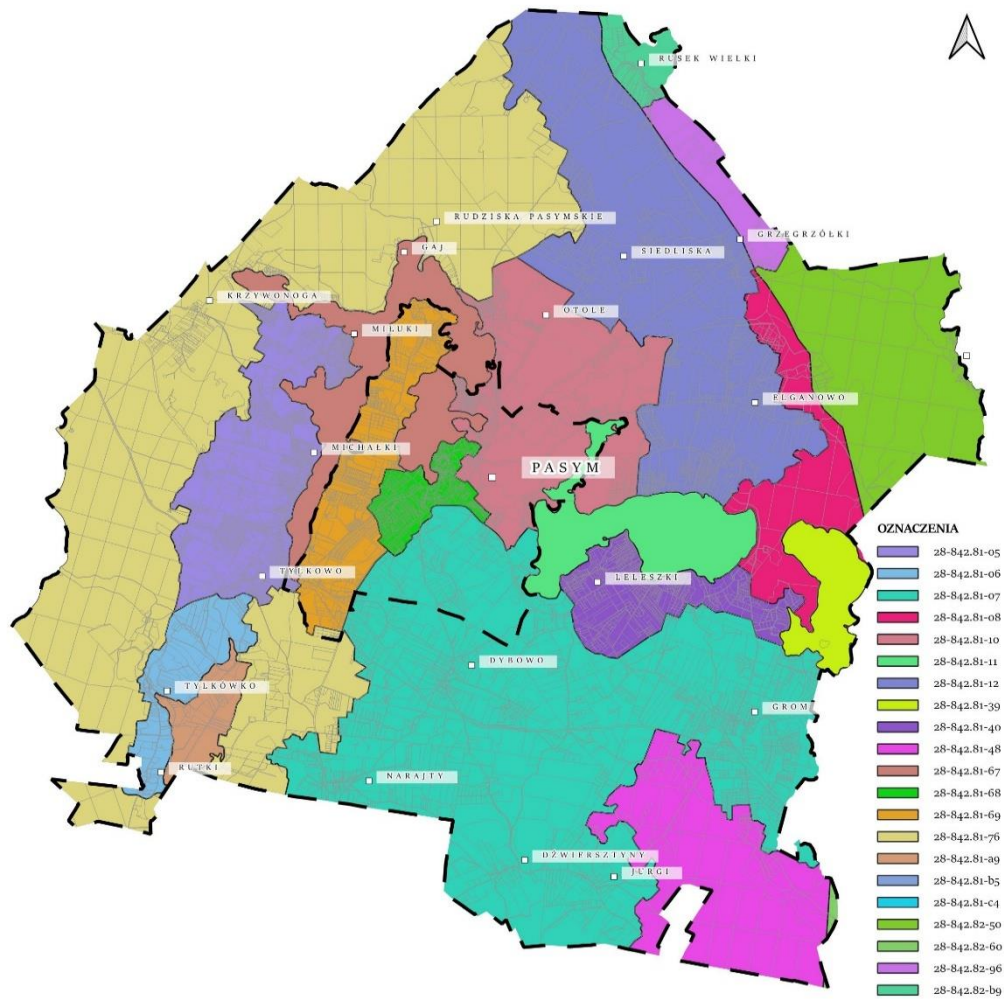 RUSEK WIELKI
RUDZISKA PASYMSKIE
GRZEGRZÓŁKI
GAJ
SIEDLISKA
KRZYWONOGA
OTOLE
MIŁUKI
ELGANOWO
MICHAŁKI
PASYM
TYLKOWO
LELESZKI
DYBOWO
TYLKÓWKO
GROM
RUTKI
NARAJTY
DŹWIERSZTYNY
JURGI
OZNACZENIA
28-842.81-05
28-842.81-06
28-842.81-07
28-842.81-08
28-842.81-10
28-842.81-11
28-842.81-12
28-842.81-39
28-842.81-40
28-842.81-48
28-842.81-67
28-842.81-68
28-842.81-69
28-842.81-76
28-842.81-a9
28-842.81-b5
28-842.81-c4
28-842.82-50
28-842.82-60
28-842.82-96
28-842.82-b9